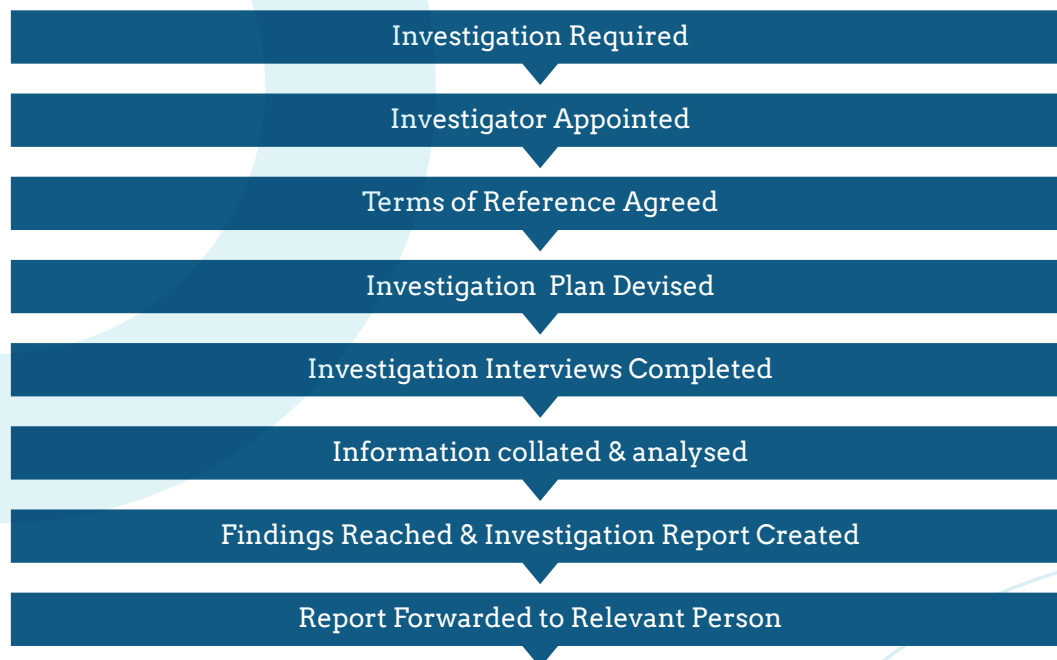 Investigation Required
Investigator Appointed
Terms of Reference Agreed
Investigation  Plan Devised
Investigation Interviews Completed
Information collated & analysed
Findings Reached & Investigation Report Created
Report Forwarded to Relevant Person